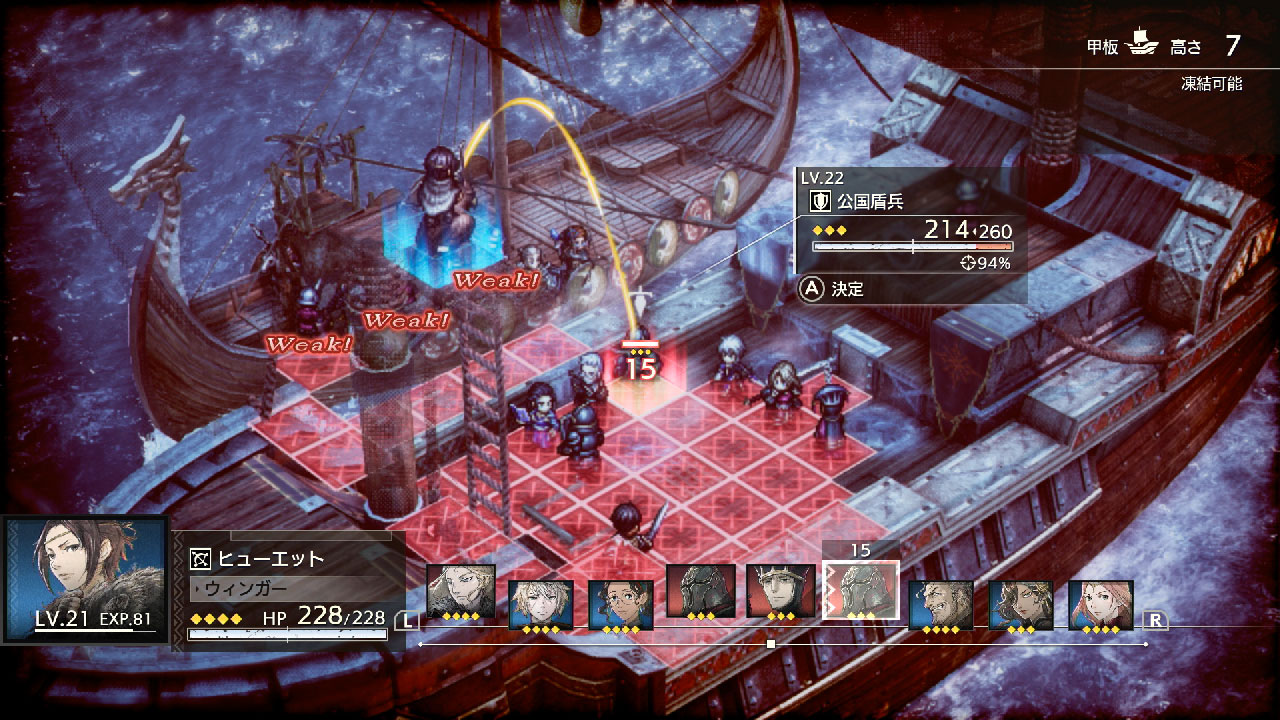 甲板 高さ 7
凍結可能
LV.22
公国盾兵
214 260
94%
A 決定
Weak!
Weak!
Weak!
15
ヒューエット
ウィンガー
LV.21 EXP.81
HP 228/228
L
15
R